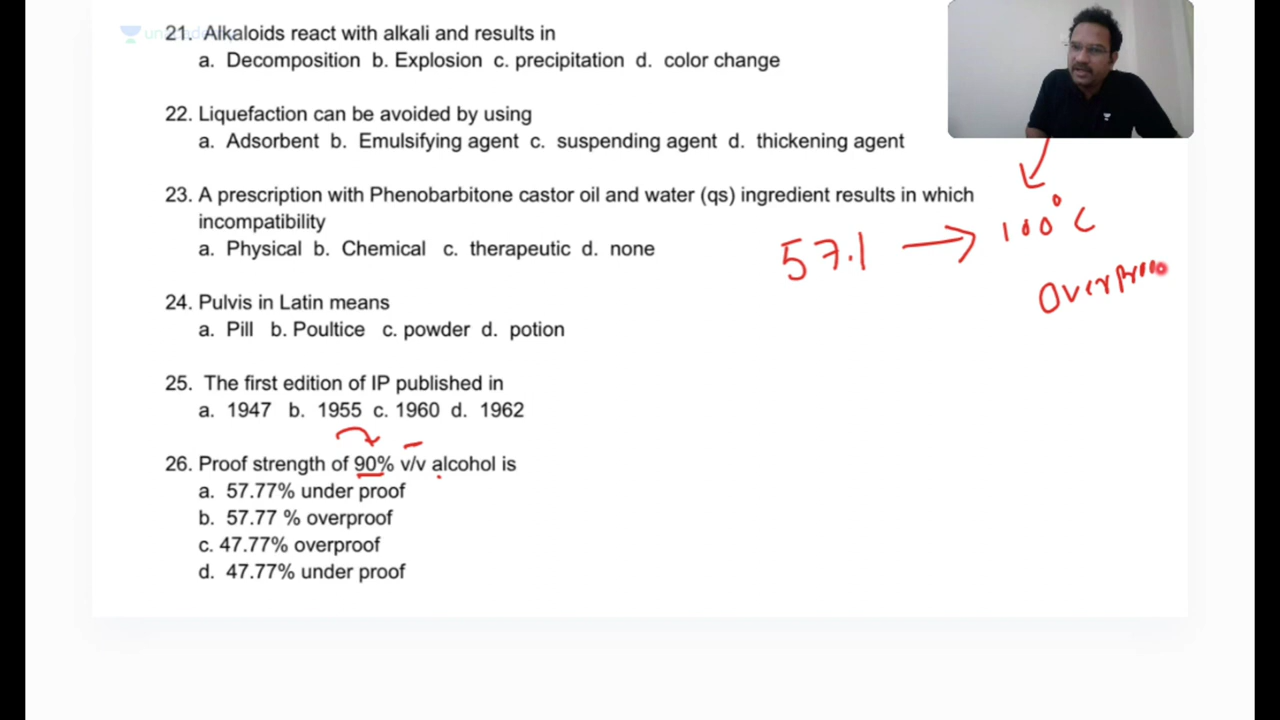 21. Alkaloids react with alkali and results in
a. Decomposition b. Explosion c. precipitation d. color change
22. Liquefaction can be avoided by using
a. Adsorbent b. Emulsifying agent c. suspending agent d. thickening agent
23. A prescription with Phenobarbitone castor oil and water (qs) ingredient results in which
incompatibility
a. Physical b. Chemical c. therapeutic d. none
57.1 → 100°C
Overproo
24. Pulvis in Latin means
a. Pill b. Poultice c. powder d. potion
25. The first edition of IP published in
a. 1947 b. 1955 c. 1960 d. 1962
26. Proof strength of 90% v/v alcohol is
a. 57.77% under proof
b. 57.77 % overproof
c. 47.77% overproof
d. 47.77% under proof